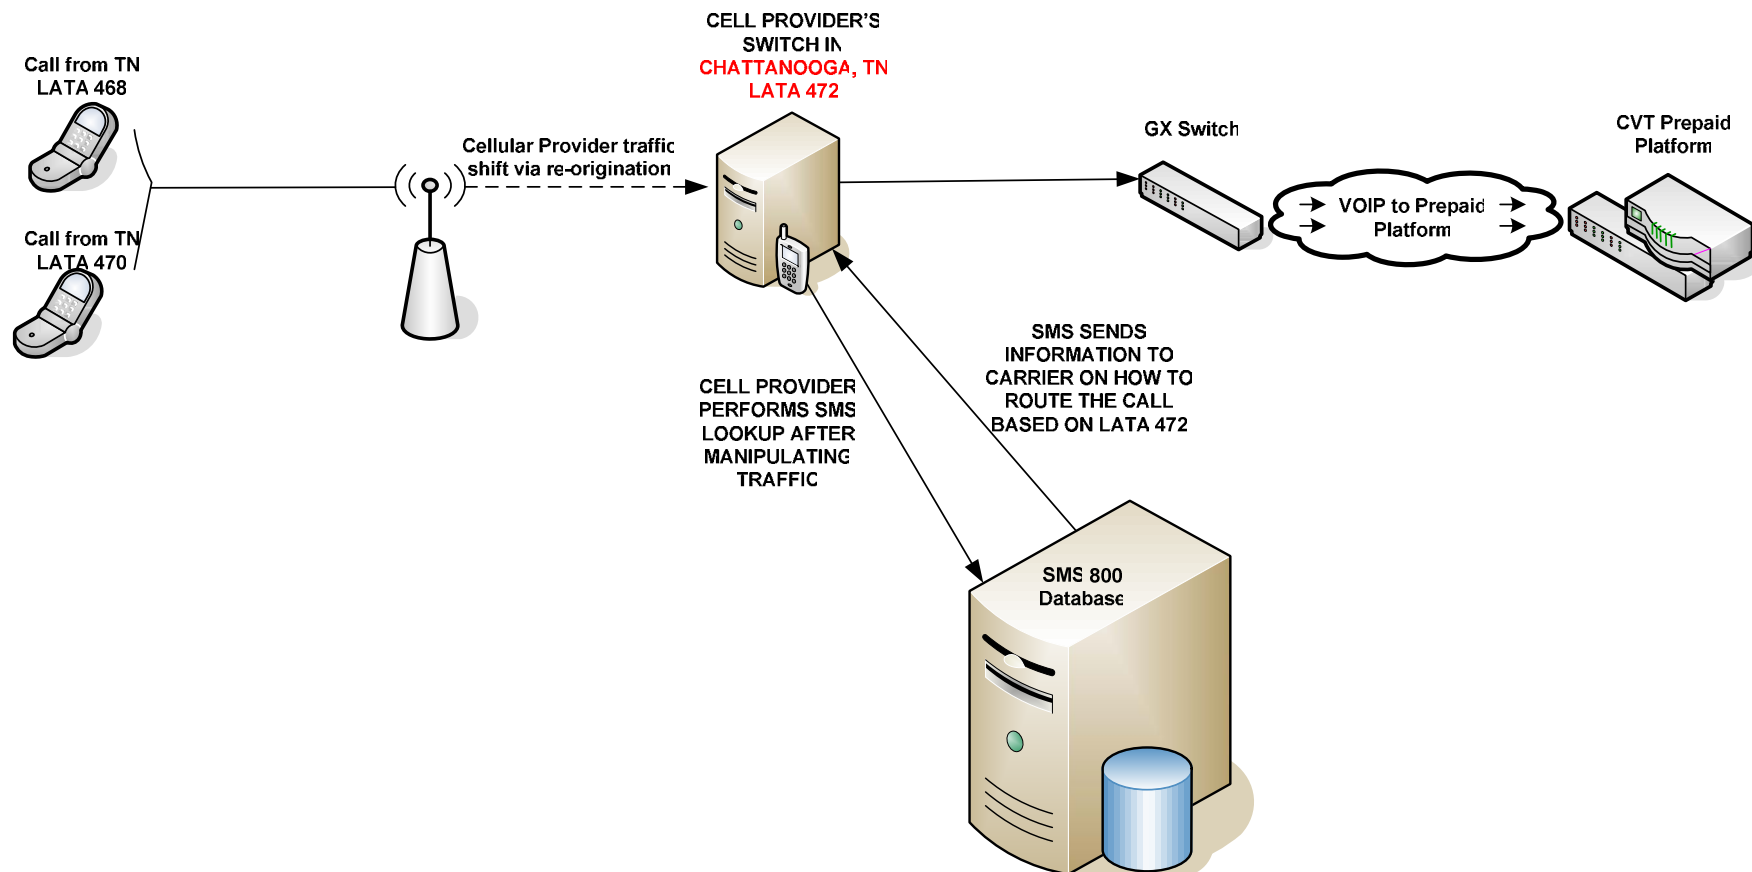 CELL PROVIDER'S
SWITCH IN
CHATTANOOGA, TN
LATA 472
Call from TN
LATA 468
Cellular Provider traffic
shift via re-origination
GX Switch
CVT Prepaid
Platform
VOIP to Prepaid
Platform
Call from TN
LATA 470
CELL PROVIDER
PERFORMS SMS
LOOKUP AFTER
MANIPULATING
TRAFFIC
SMS SENDS
INFORMATION TO
CARRIER ON HOW TO
ROUTE THE CALL
BASED ON LATA 472
SMS 800
Database